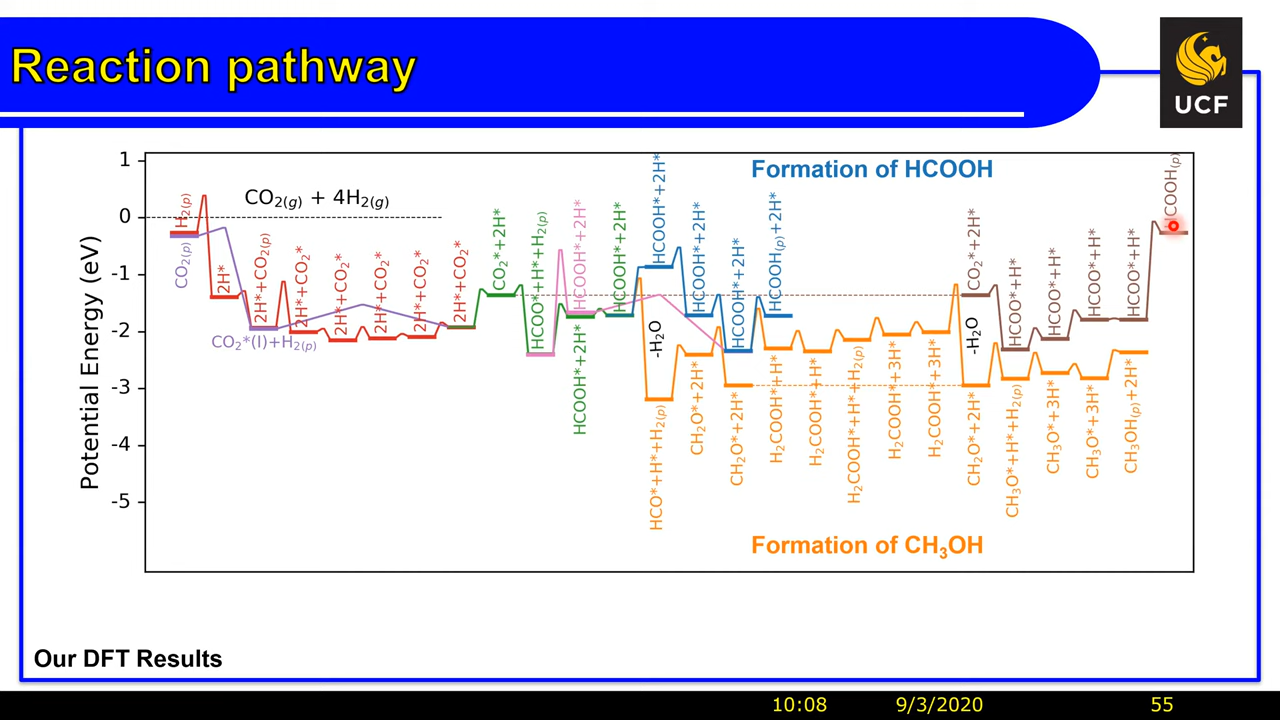 Reaction pathway
UCF
Potential Energy (eV)
1
0
-1
-2
-3
-4
-5
CO₂(g) + 4H₂(g)
Formation of HCOOH
Formation of CH₃OH
H₂(p)
CO₂(p)
2H*
2H*+CO₂(p)
CO₂*(l)+H₂(p)
2H*+CO₂*
2H*+CO₂*
2H*+CO₂*
2H*+CO₂*
2H*+CO₂*
CO₂*+2H*
HCOO*+H*+H₂(p)
HCOOH*+2H*
HCOOH*+2H*
HCOOH*+2H*
HCOOH*+2H*
-H₂O
HCO*+H*+H₂(p)
HCOOH*+2H*
CH₂O*+2H*
HCOOH*+2H*
CH₂O*+2H*
HCOOH(p)+2H*
H₂COOH*+H*
H₂COOH*+H*
H₂COOH*+H*+H₂(p)
H₂COOH*+3H*
H₂COOH*+3H*
CO₂*+2H*
-H₂O
CH₂O*+2H*
HCOO*+H*
CH₃O*+H*+H₂(p)
HCOO*+H*
CH₃O*+3H*
HCOO*+H*
CH₃O*+3H*
HCOO*+H*
CH₃OH(p)+2H*
HCOOH(p)
Our DFT Results
10:08 9/3/2020 55